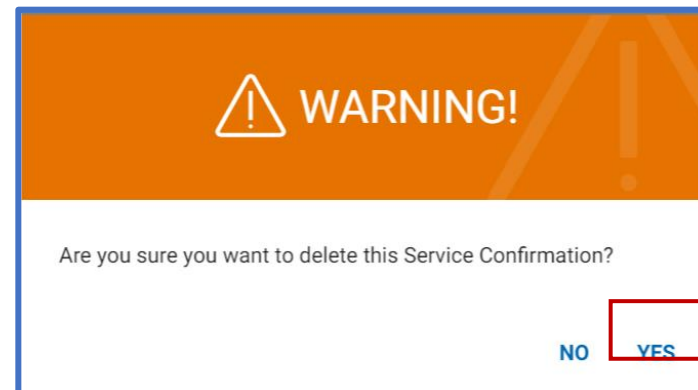 WARNING!
Are you sure you want to delete this Service Confirmation?
NO YES